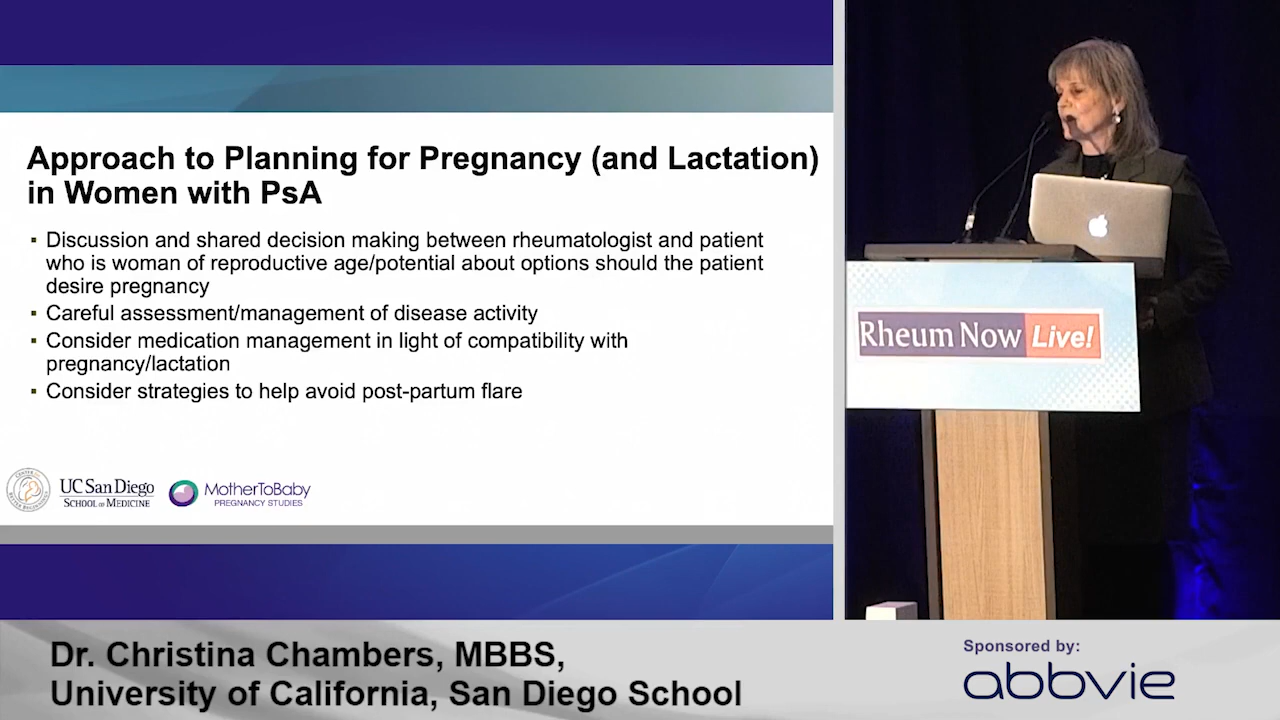 Approach to Planning for Pregnancy (and Lactation)
in Women with PsA
▪ Discussion and shared decision making between rheumatologist and patient
who is woman of reproductive age/potential about options should the patient
desire pregnancy
▪ Careful assessment/management of disease activity
▪ Consider medication management in light of compatibility with
pregnancy/lactation
▪ Consider strategies to help avoid post-partum flare
UC San Diego
SCHOOL OF MEDICINE
MotherToBaby
PREGNANCY STUDIES
Rheum Now Live!
Dr. Christina Chambers, MBBS,
University of California, San Diego School
Sponsored by:
abbvie